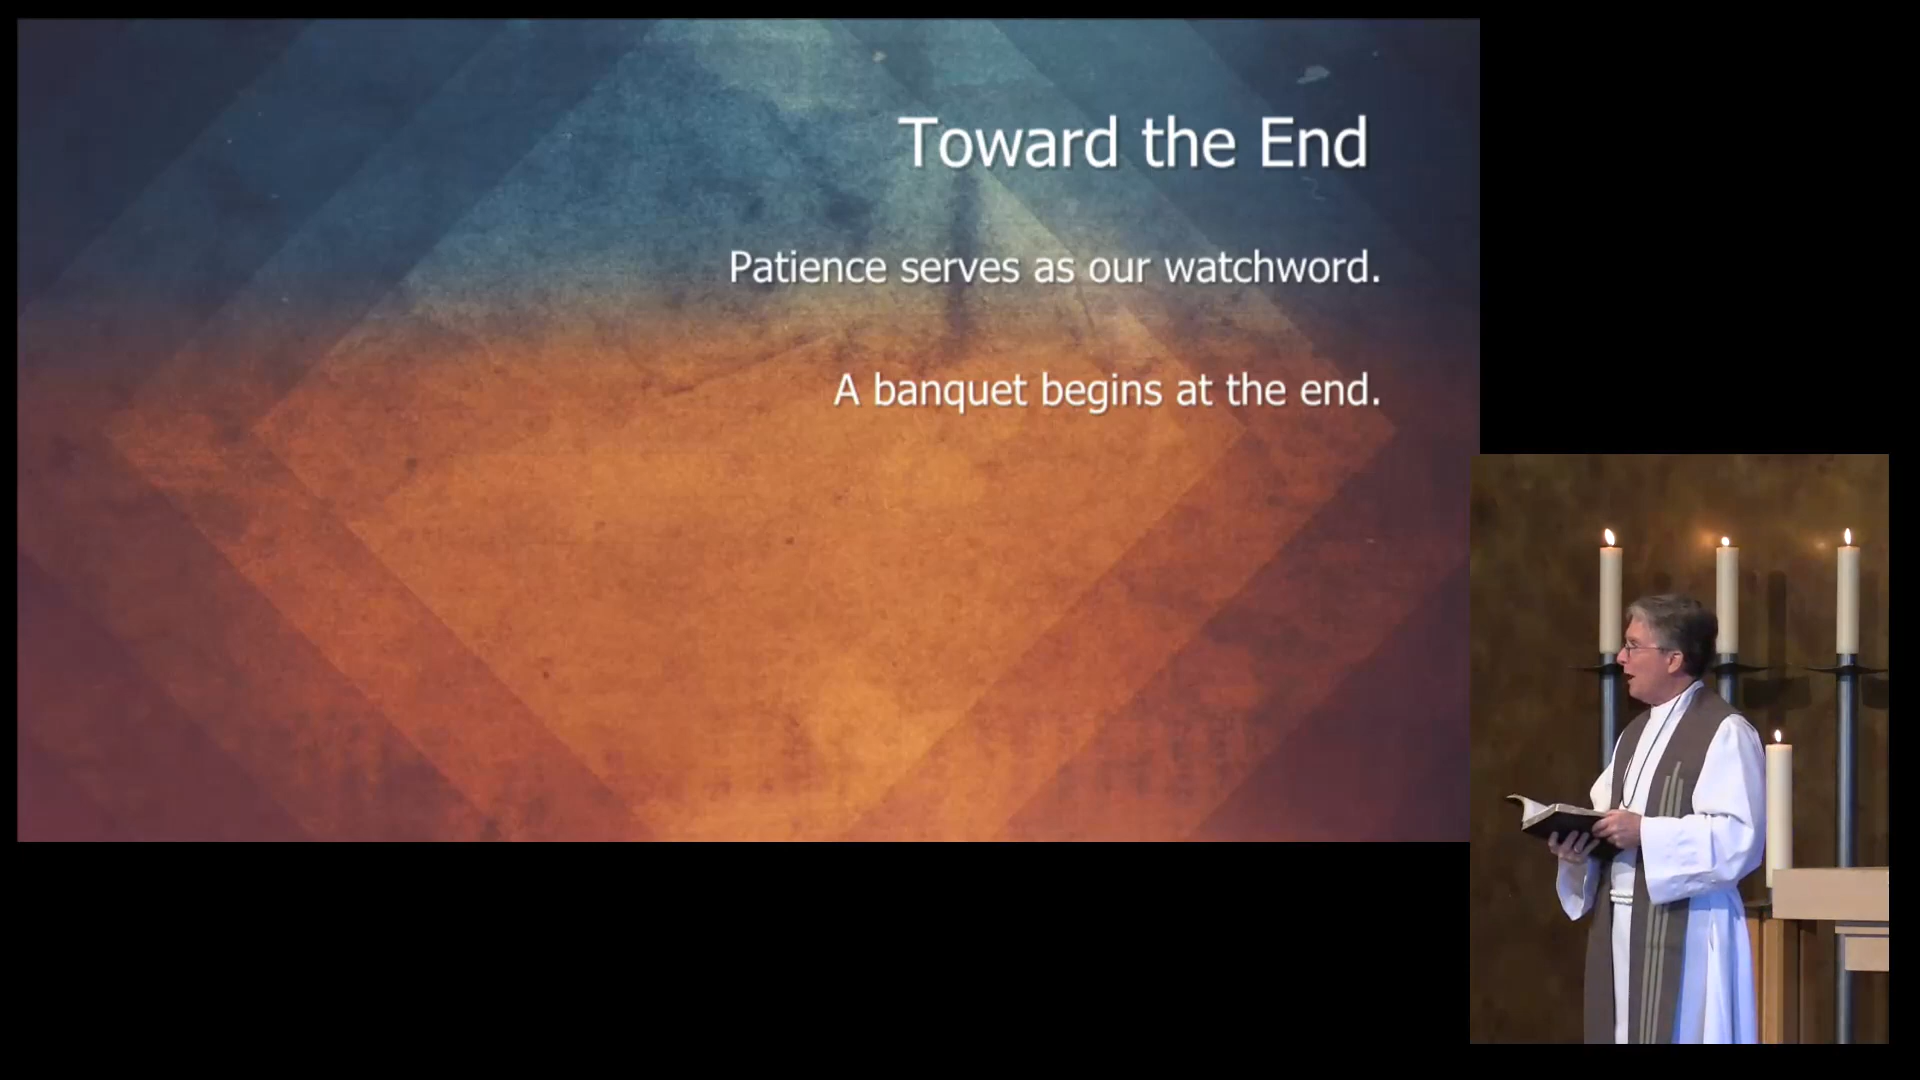 Toward the End
Patience serves as our watchword.
A banquet begins at the end.